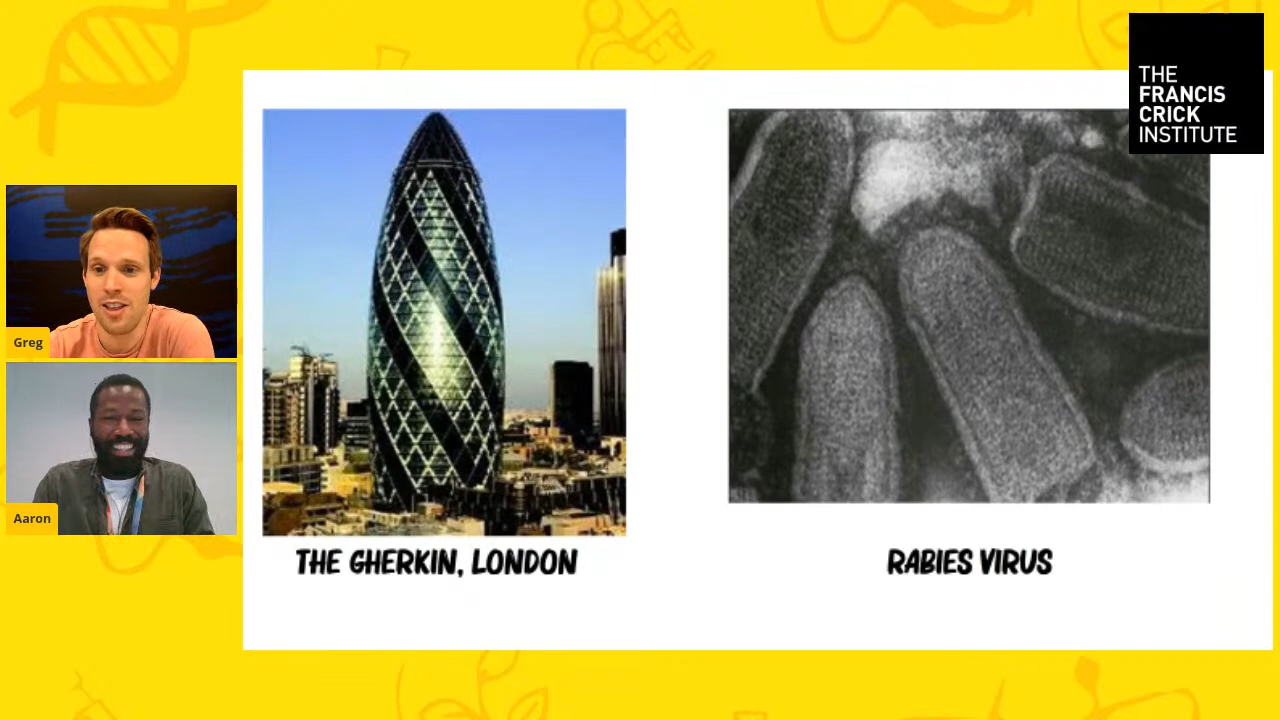 THE
FRANCIS
CRICK
INSTITUTE
Greg
Aaron
THE GHERKIN, LONDON
RABIES VIRUS